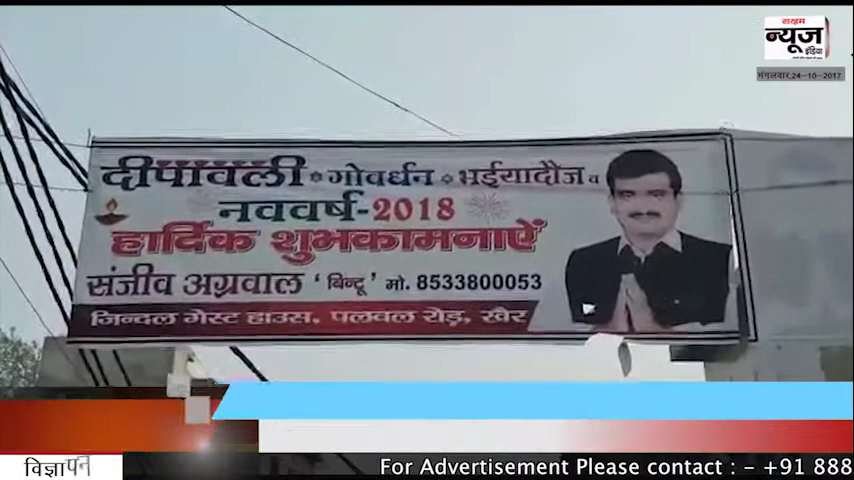 सक्षम
न्यूज
इंडिया
मंगलवार,24-10-2017
दीपावली गोवर्धन भईयादौज व
नववर्ष-2018
हार्दिक शुभकामनाऐं
संजीव अग्रवाल 'बिन्टू' मो. 8533800053
जिन्दल गेस्ट हाउस, पलवल रोड़, खैर
विज्ञापन
For Advertisement Please contact : - +91 888